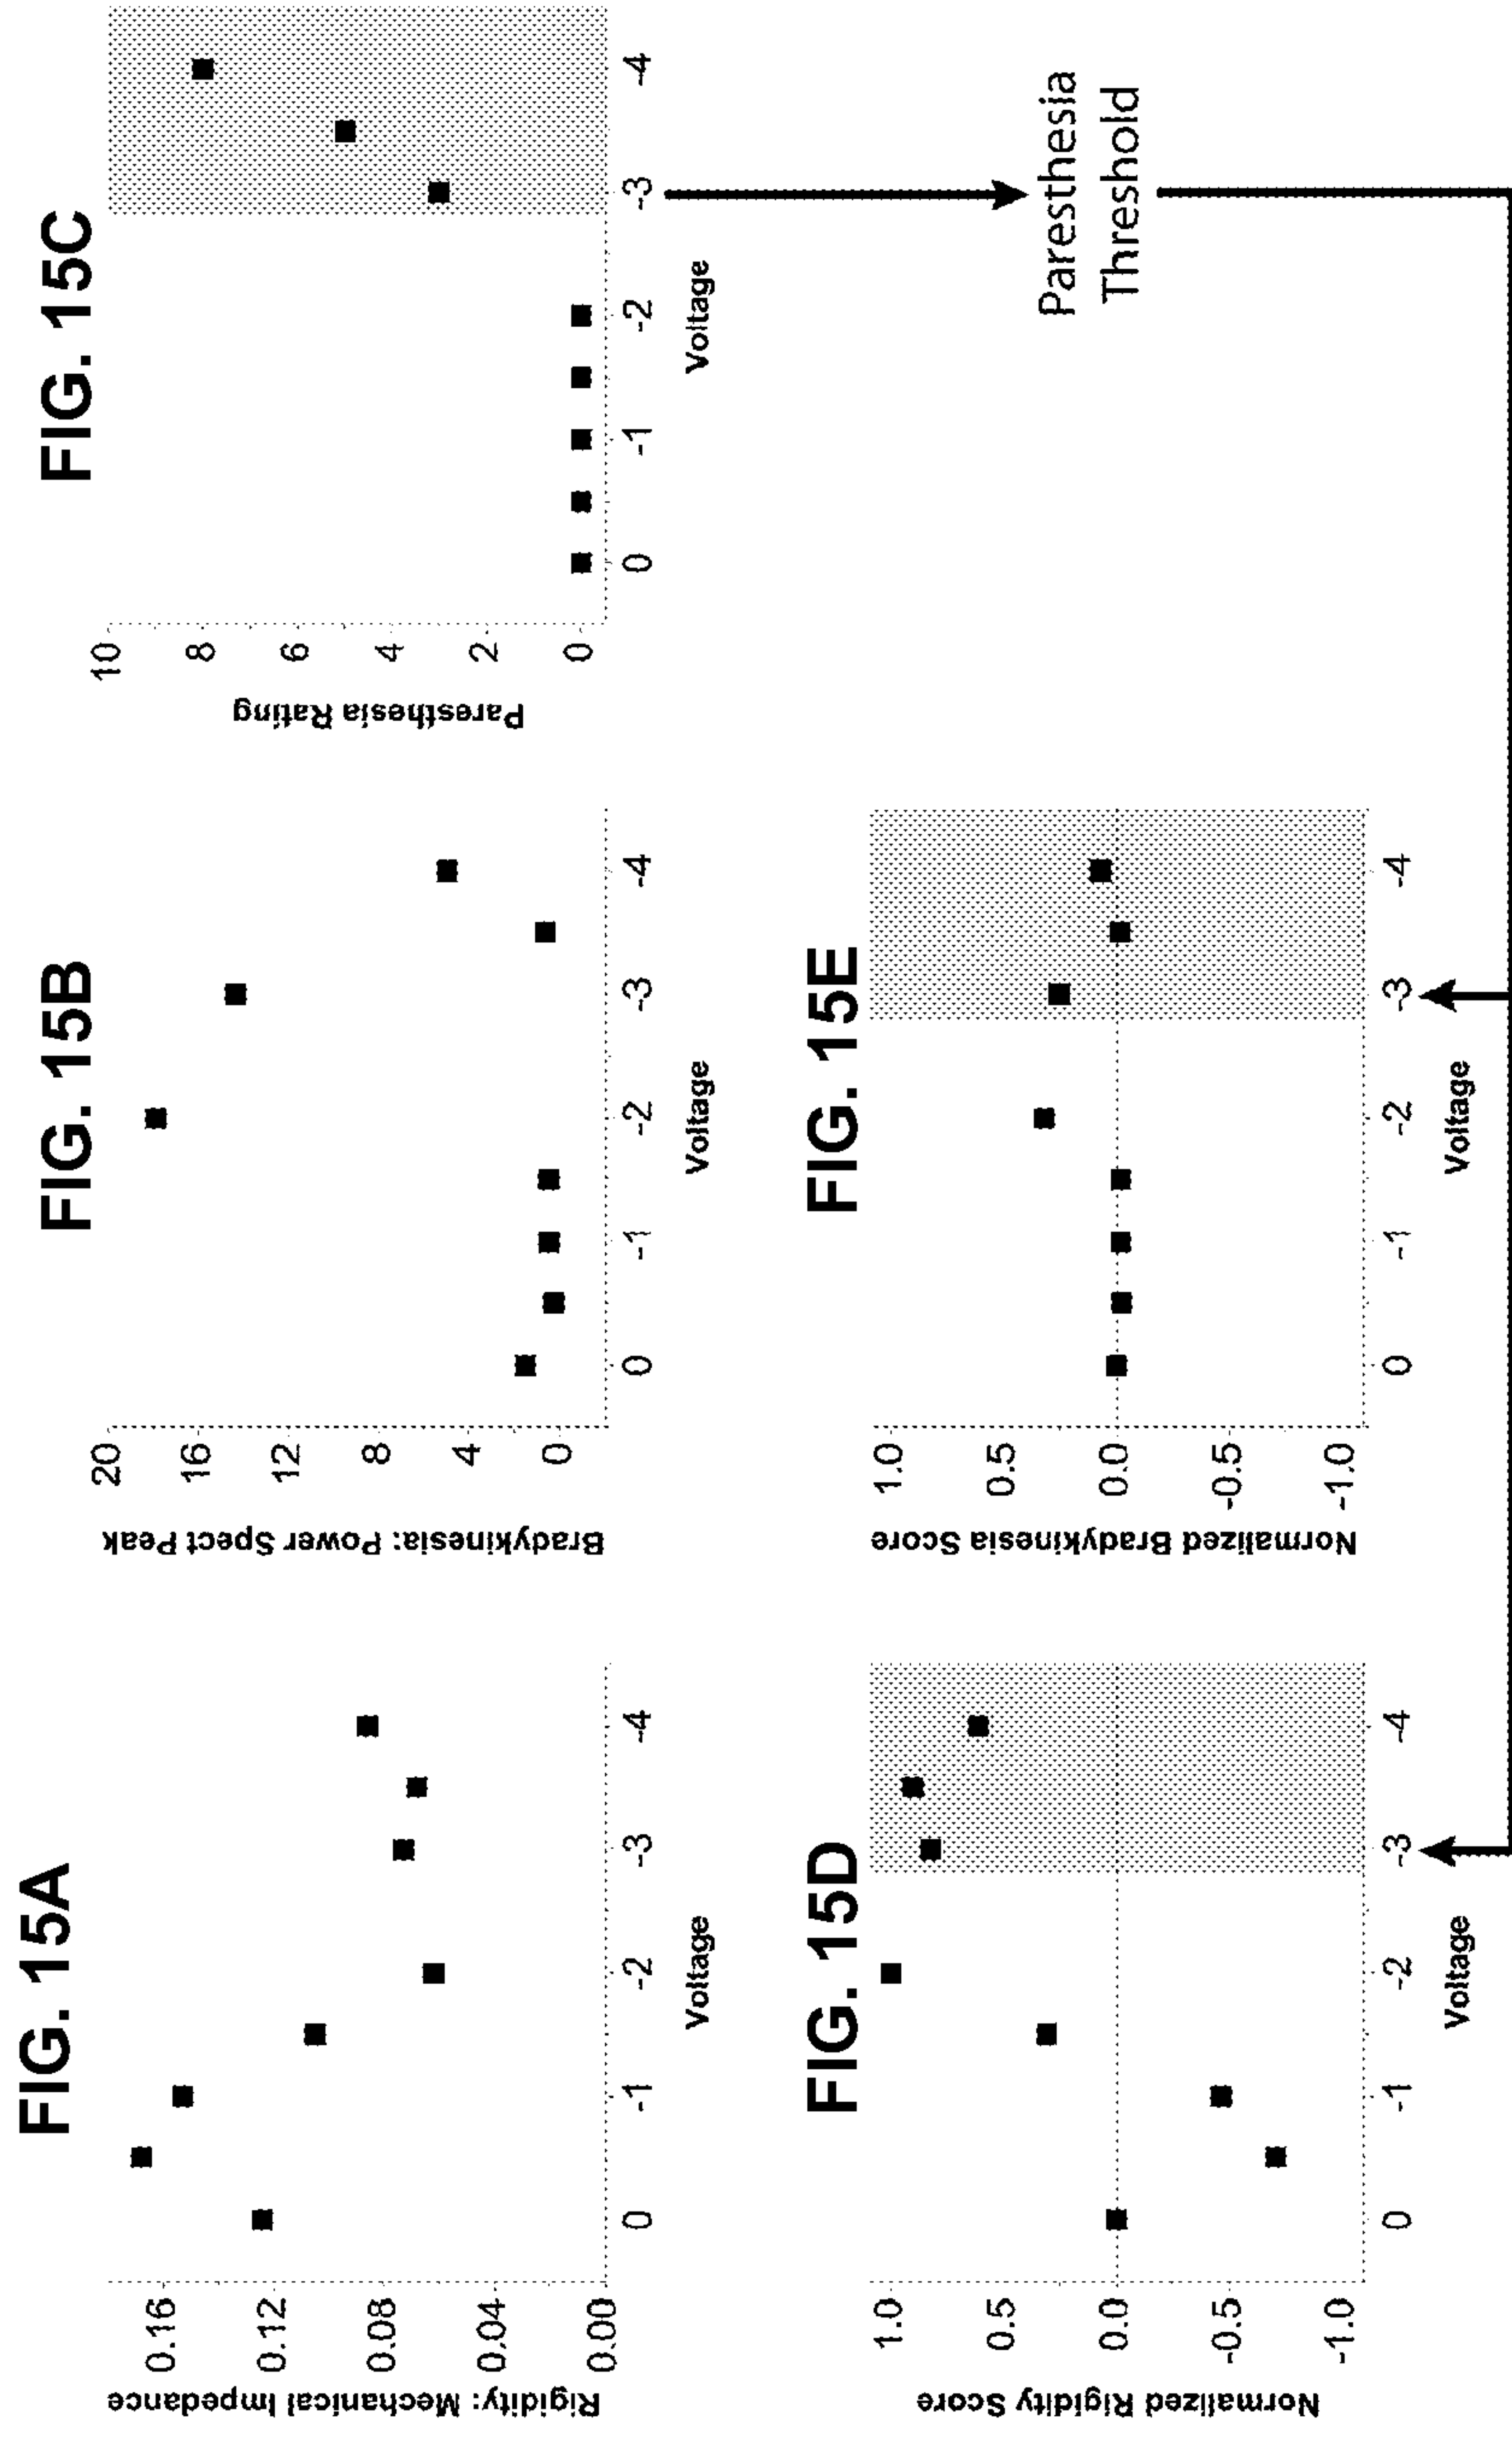 FIG. 15A
Rigidity: Mechanical Impedance
0.16
0.12
0.08
0.04
0.00
0 -1 -2 -3 -4
Voltage
FIG. 15B
Bradykinesia: Power Spect Peak
20
16
12
8
4
0
0 -1 -2 -3 -4
Voltage
FIG. 15C
Paresthesia Rating
10
8
6
4
2
0
0 -1 -2 -3 -4
Voltage
Paresthesia
Threshold
FIG. 15D
Normalized Rigidity Score
1.0
0.5
0.0
-0.5
-1.0
0 -1 -2 -3 -4
Voltage
FIG. 15E
Normalized Bradykinesia Score
1.0
0.5
0.0
-0.5
-1.0
0 -1 -2 -3 -4
Voltage